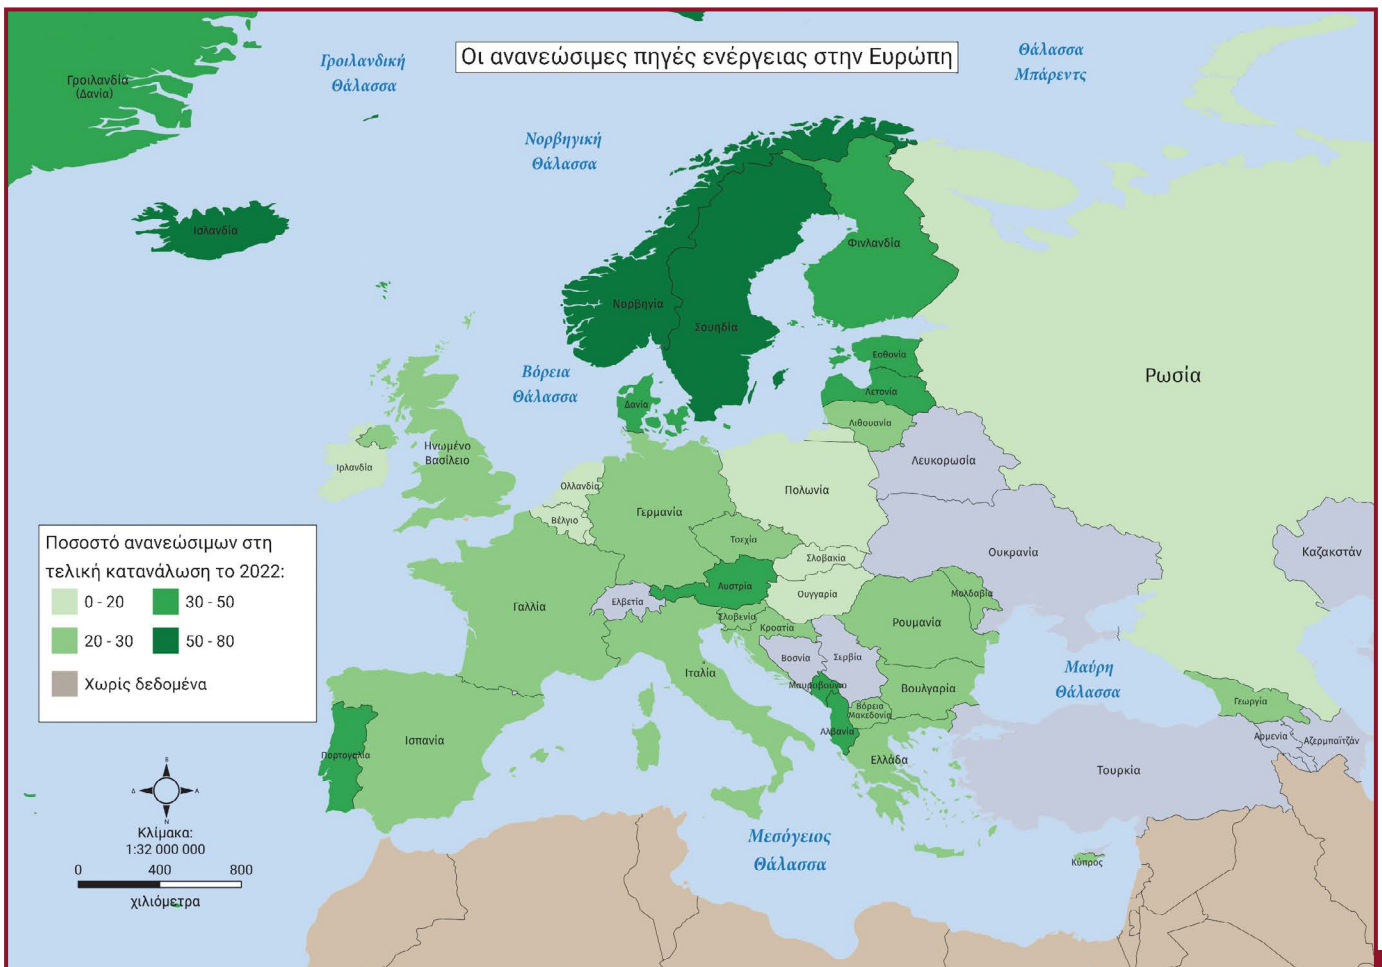 Οι ανανεώσιμες πηγές ενέργειας στην Ευρώπη
Γροιλανδία
(Δανία)
Γροιλανδική
Θάλασσα
Θάλασσα
Μπάρεντς
Νορβηγική
Θάλασσα
Ισλανδία
Φινλανδία
Νορβηγία
Σουηδία
Ρωσία
Εσθονία
Λετονία
Λιθουανία
Βόρεια
Θάλασσα
Δανία
Ηνωμένο
Βασίλειο
Ιρλανδία
Λευκορωσία
Ολλανδία
Πολωνία
Γερμανία
Βέλγιο
Τσεχία
Σλοβακία
Ουκρανία
Καζακστάν
Αυστρία
Ουγγαρία
Μολδαβία
Ελβετία
Γαλλία
Σλοβενία
Κροατία
Ρουμανία
Βοσνία
Σερβία
Ιταλία
Μαυροβούνιο
Βουλγαρία
Μαύρη
Θάλασσα
Βόρεια
Μακεδονία
Γεωργία
Αλβανία
Αρμενία
Αζερμπαϊτζάν
Ισπανία
Πορτογαλία
Ελλάδα
Τουρκία
Μεσόγειος
Θάλασσα
Κύπρος
Ποσοστό ανανεώσιμων στη
τελική κατανάλωση το 2022:
0 - 20
30 - 50
20 - 30
50 - 80
Χωρίς δεδομένα
Β
Δ
Α
Ν
Κλίμακα:
1:32 000 000
0 400 800
χιλιόμετρα